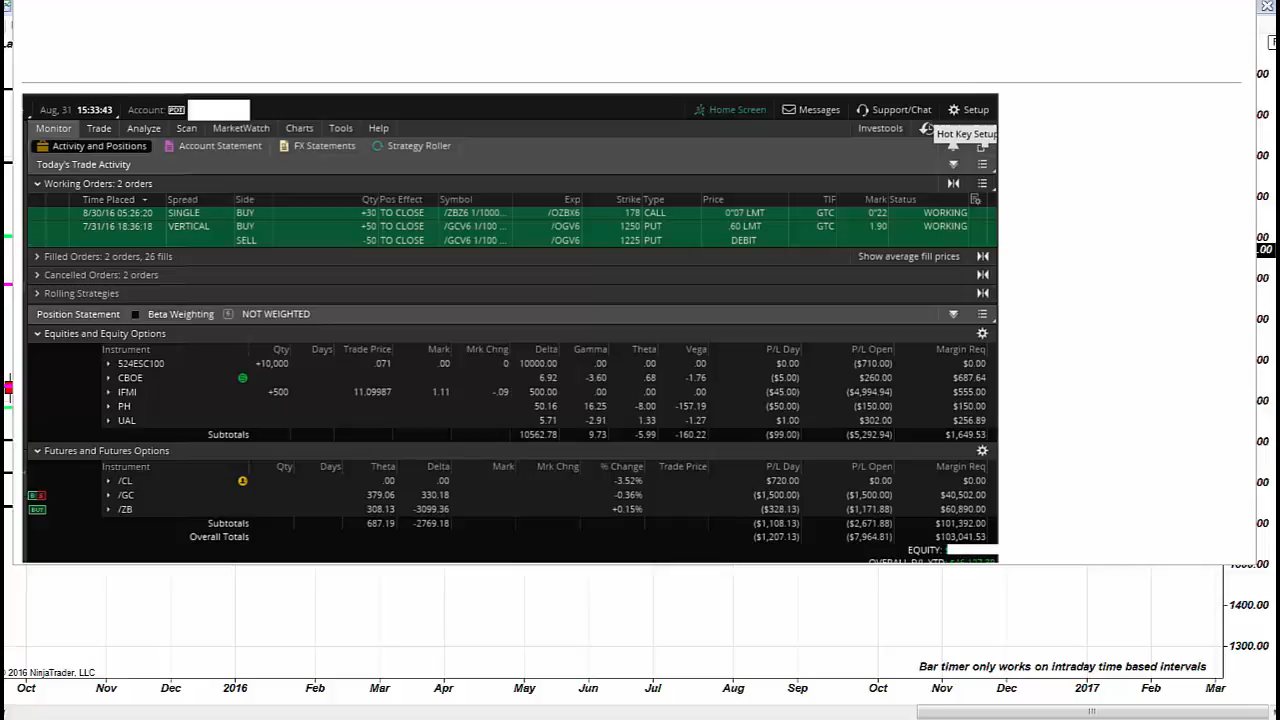 La
Aug, 31 15:33:43 Account: PDT Home Screen Messages Support/Chat Setup
Monitor Trade Analyze Scan MarketWatch Charts Tools Help Investools Hot Key Setup
Activity and Positions Account Statement FX Statements Strategy Roller
Today's Trade Activity
Working Orders: 2 orders
Time Placed Spread Side Qty Pos Effect Symbol Exp Strike Type Price TIF Mark Status
8/30/16 05:26:20 SINGLE BUY +30 TO CLOSE /ZBZ6 1/1000... /OZBX6 178 CALL 0"07 LMT GTC 0"22 WORKING
7/31/16 18:36:18 VERTICAL BUY +50 TO CLOSE /GCV6 1/100 ... /OGV6 1250 PUT .60 LMT GTC 1.90 WORKING
SELL -50 TO CLOSE /GCV6 1/100 ... /OGV6 1225 PUT DEBIT
Filled Orders: 2 orders, 26 fills Show average fill prices
Cancelled Orders: 2 orders
Rolling Strategies
Position Statement Beta Weighting NOT WEIGHTED
Equities and Equity Options
Instrument Qty Days Trade Price Mark Mrk Chng Delta Gamma Theta Vega P/L Day P/L Open Margin Req
524ESC100 +10,000 .071 .00 0 10000.00 .00 .00 .00 $0.00 ($710.00) $0.00
CBOE 6.92 -3.60 .68 -1.76 ($5.00) $260.00 $687.64
IFMI +500 11.09987 1.11 -.09 500.00 .00 .00 .00 ($45.00) ($4,994.94) $555.00
PH 50.16 16.25 -8.00 -157.19 ($50.00) ($150.00) $150.00
UAL 5.71 -2.91 1.33 -1.27 $1.00 $302.00 $256.89
Subtotals 10562.78 9.73 -5.99 -160.22 ($99.00) ($5,292.94) $1,649.53
Futures and Futures Options
Instrument Qty Days Theta Delta Mark Mrk Chng % Change Trade Price P/L Day P/L Open Margin Req
/CL .00 .00 -3.52% $720.00 $0.00 $0.00
/GC 379.06 330.18 -0.36% ($1,500.00) ($1,500.00) $40,502.00
BUY /ZB 308.13 -3099.36 +0.15% ($328.13) ($1,171.88) $60,890.00
Subtotals 687.19 -2769.18 ($1,108.13) ($2,671.88) $101,392.00
Overall Totals ($1,207.13) ($7,964.81) $103,041.53
EQUITY:
OVERALL P/L YTD:
.00
.00
.00
.00
.00
.00
.00
.00
.00
.00
.00
.00
.00
1400.00
1300.00
Bar timer only works on intraday time based intervals
© 2016 NinjaTrader, LLC
Oct Nov Dec 2016 Feb Mar Apr May Jun Jul Aug Sep Oct Nov Dec 2017 Feb Mar